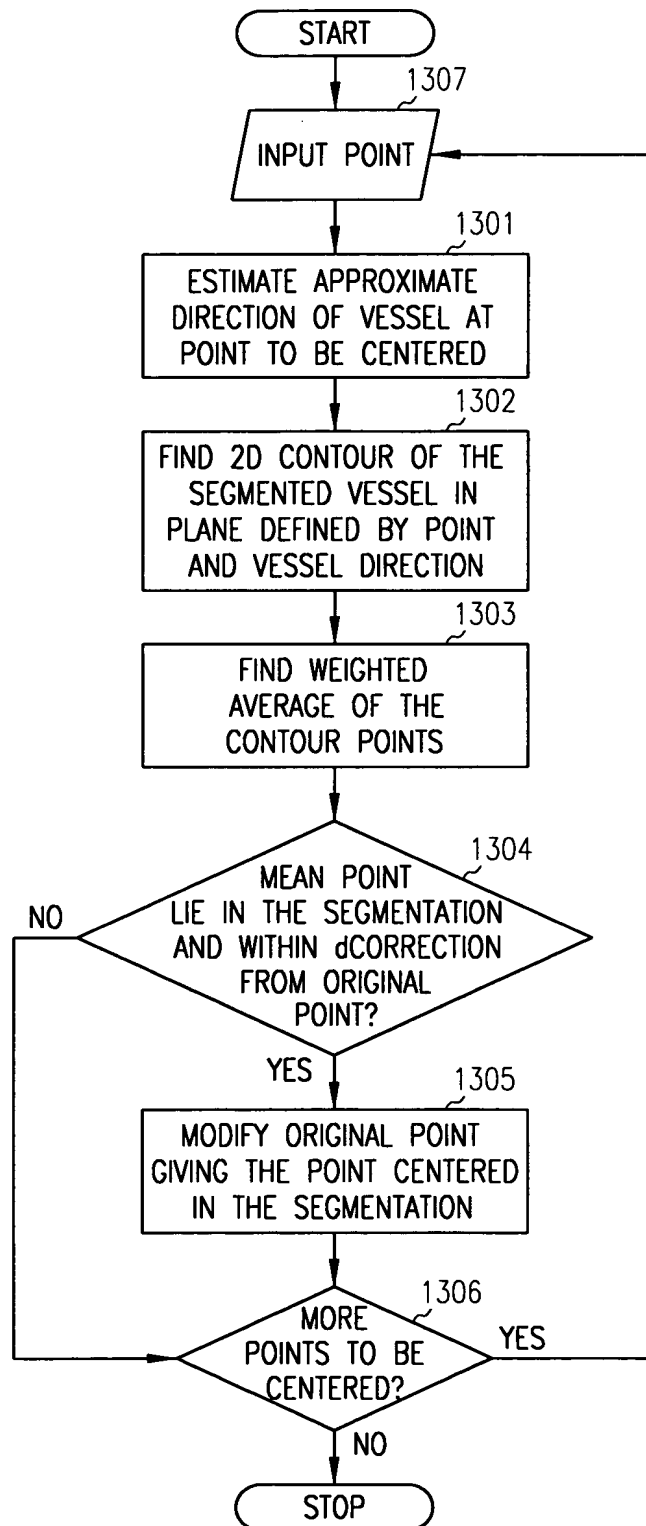 START
1307
INPUT POINT
1301
ESTIMATE APPROXIMATE
DIRECTION OF VESSEL AT
POINT TO BE CENTERED
1302
FIND 2D CONTOUR OF THE
SEGMENTED VESSEL IN
PLANE DEFINED BY POINT
AND VESSEL DIRECTION
1303
FIND WEIGHTED
AVERAGE OF THE
CONTOUR POINTS
1304
MEAN POINT
LIE IN THE SEGMENTATION
AND WITHIN dCORRECTION
FROM ORIGINAL
POINT?
NO
YES
1305
MODIFY ORIGINAL POINT
GIVING THE POINT CENTERED
IN THE SEGMENTATION
1306
MORE
POINTS TO BE
CENTERED?
YES
NO
STOP